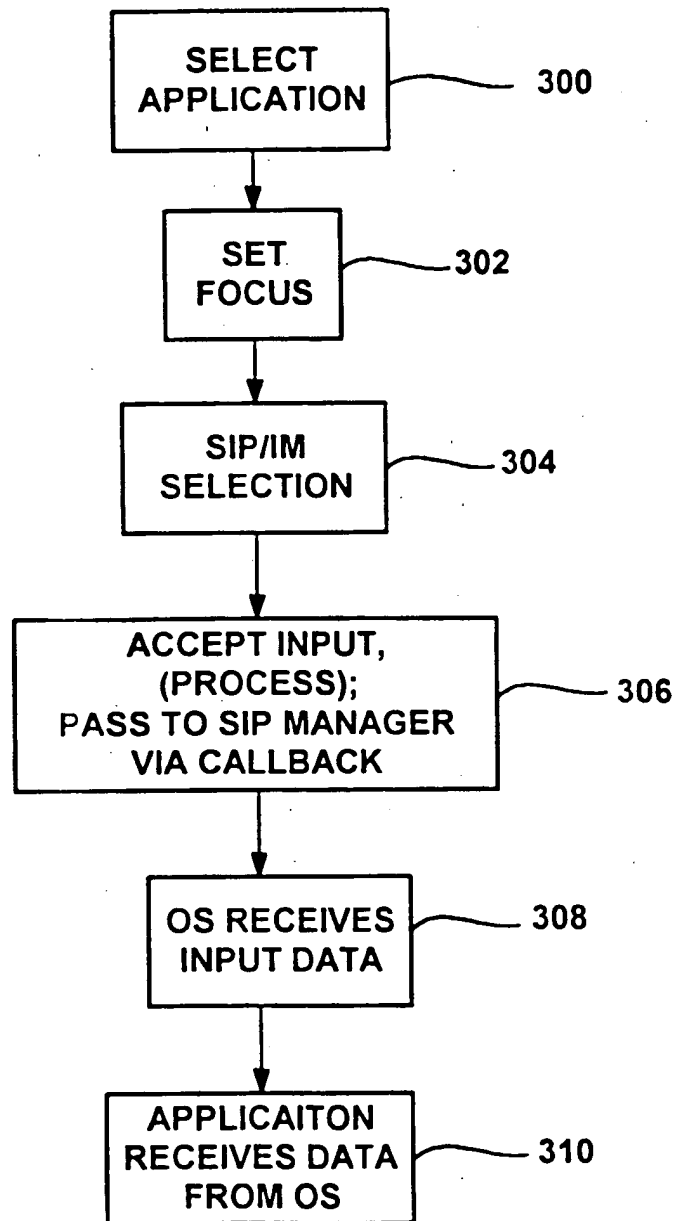 SELECT
APPLICATION
300
SET
FOCUS
302
SIP/IM
SELECTION
304
ACCEPT INPUT,
(PROCESS);
PASS TO SIP MANAGER
VIA CALLBACK
306
OS RECEIVES
INPUT DATA
308
APPLICAITON
RECEIVES DATA
FROM OS
310